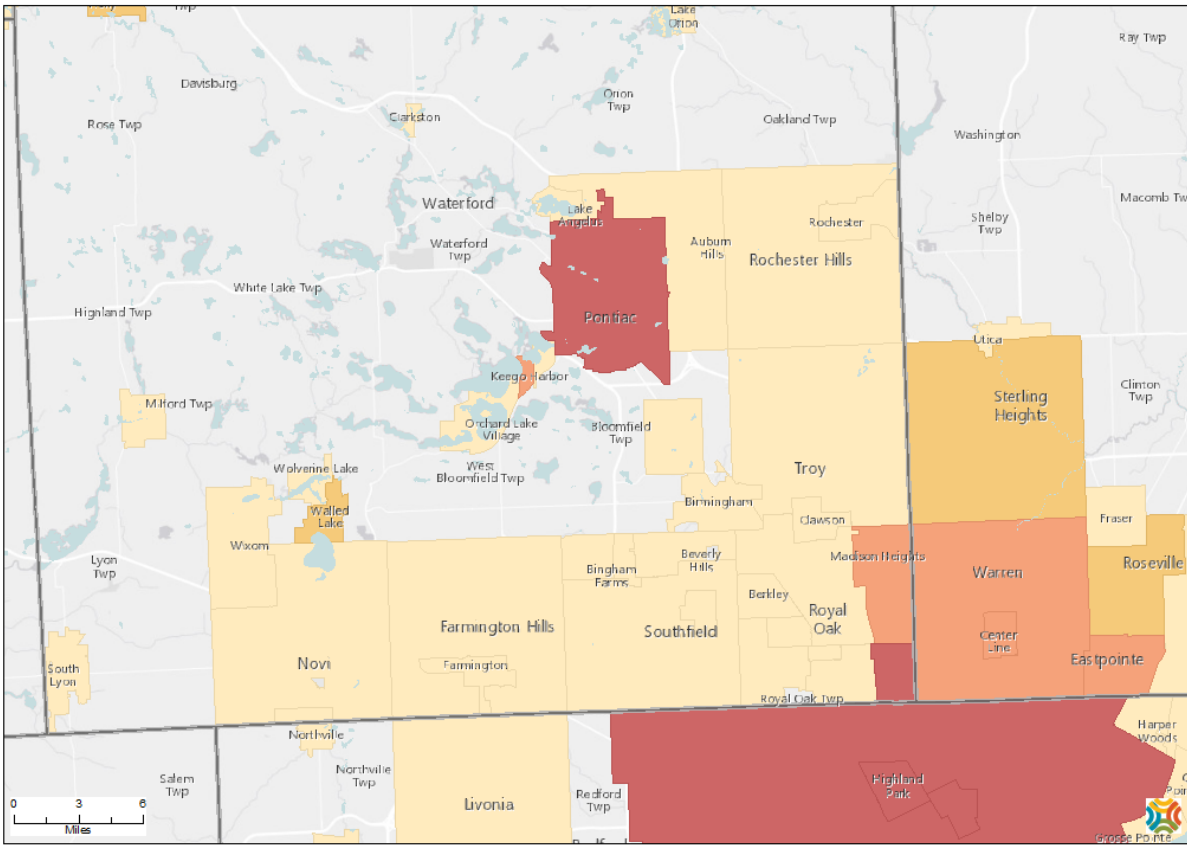 Lake
Orion
Ray Twp
Davisburg
Orion
Twp
Rose Twp
Clarkston
Oakland Twp
Washington
Waterford
Lake
Angelus
Macomb Tw
Rochester
Shelby
Twp
Waterford
Twp
Auburn
Hills
Rochester Hills
White Lake Twp
Highland Twp
Pontiac
Utica
Keego Harbor
Clinton
Twp
Sterling
Heights
Milford Twp
Orchard Lake
Village
Bloomfield
Twp
West
Bloomfield Twp
Wolverine Lake
Troy
Birmingham
Walled
Lake
Clawson
Fraser
Wixom
Lyon
Twp
Bingham
Farms
Beverly
Hills
Madison Heights
Warren
Roseville
Berkley
Royal
Oak
Farmington Hills
Southfield
Center
Line
Novi
Farmington
Eastpointe
South
Lyon
Royal Oak Twp
Northville
Harper
Woods
Salem
Twp
Northville
Twp
Redford
Twp
Highland
Park
Livonia
0 3 6
Miles
Grosse Pointe